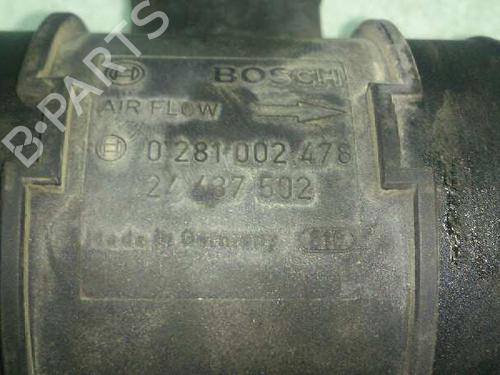 BOSCH
AIR FLOW
0 281 002 478
24 437 502
Made in Germany
B-PARTS